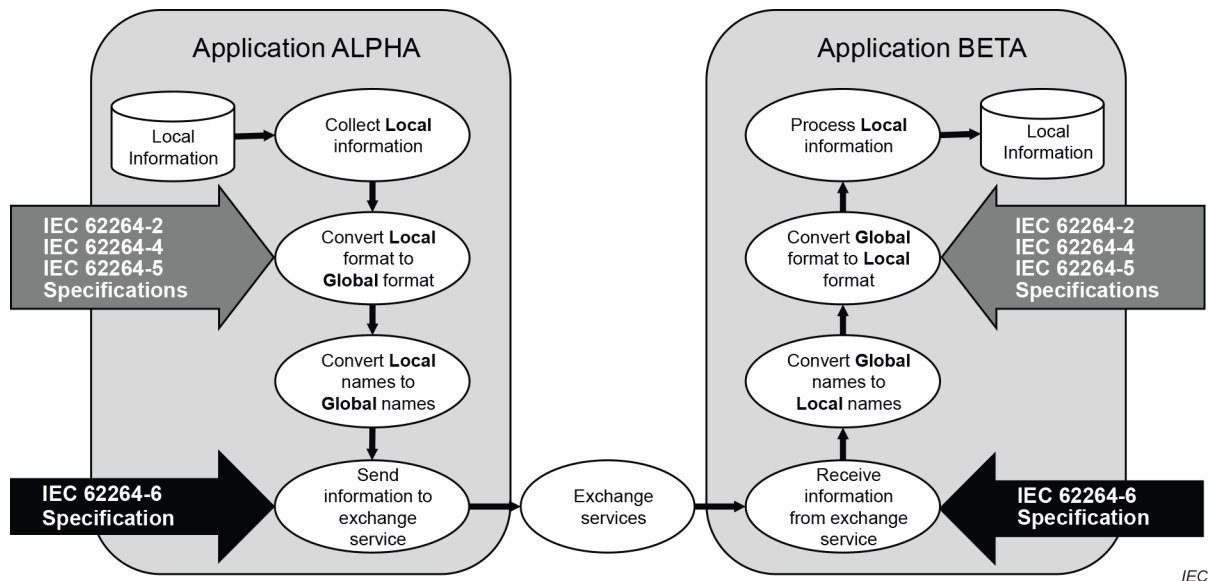 Application ALPHA
Local
Information
Collect Local
information
IEC 62264-2
IEC 62264-4
IEC 62264-5
Specifications
Convert Local
format to
Global format
Convert Local
names to
Global names
IEC 62264-6
Specification
Send
information to
exchange
service
Exchange
services
Application BETA
Process Local
information
Local
Information
Convert Global
format to Local
format
IEC 62264-2
IEC 62264-4
IEC 62264-5
Specifications
Convert Global
names to
Local names
Receive
information
from exchange
service
IEC 62264-6
Specification
IEC